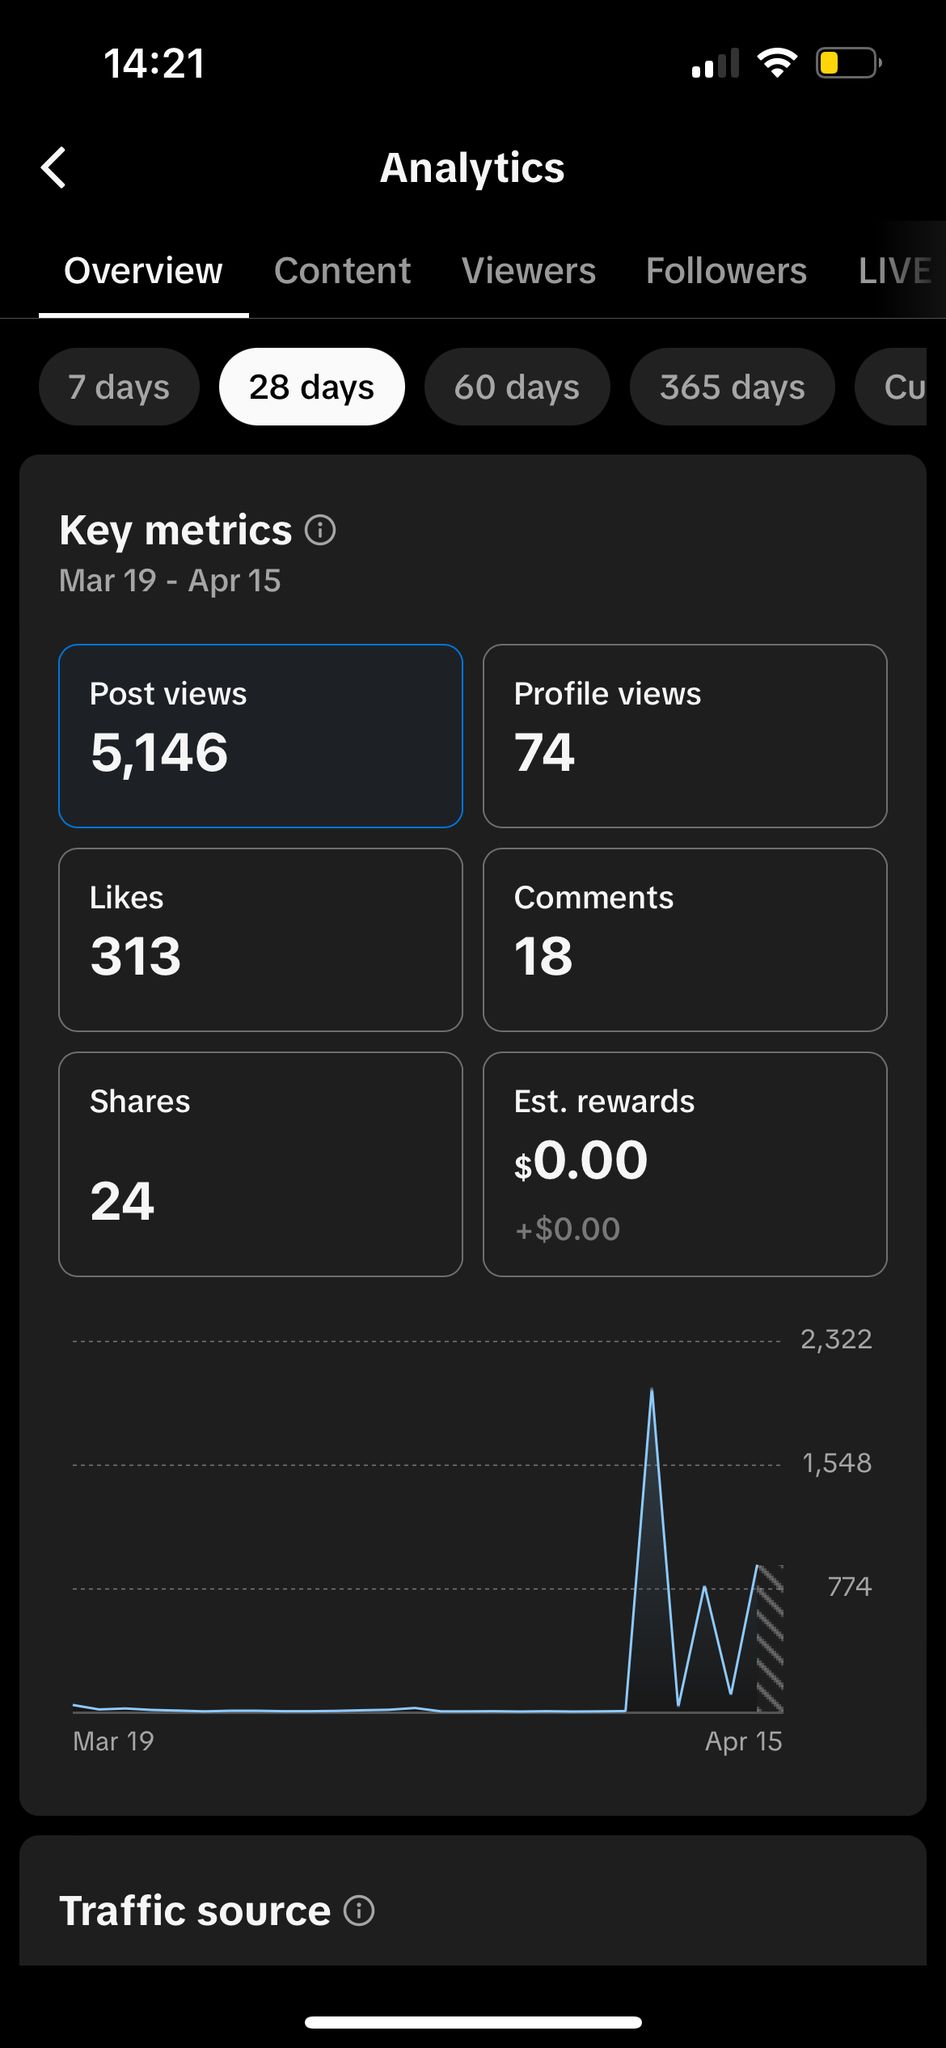 14:21
Analytics
Overview Content Viewers Followers LIVE
7 days 28 days 60 days 365 days Cu
Key metrics
Mar 19 - Apr 15
Post views
5,146
Profile views
74
Likes
313
Comments
18
Shares
24
Est. rewards
$0.00
+$0.00
2,322
1,548
774
Mar 19 Apr 15
Traffic source